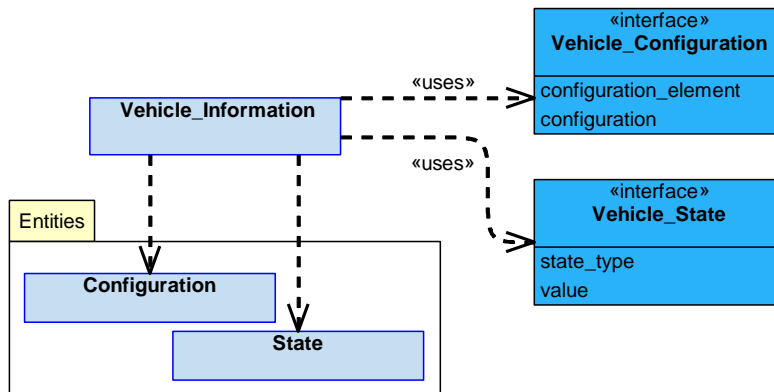 «interface»
Vehicle_Configuration
configuration_element
configuration
«uses»
Vehicle_Information
«uses»
«interface»
Vehicle_State
state_type
value
Entities
Configuration
State